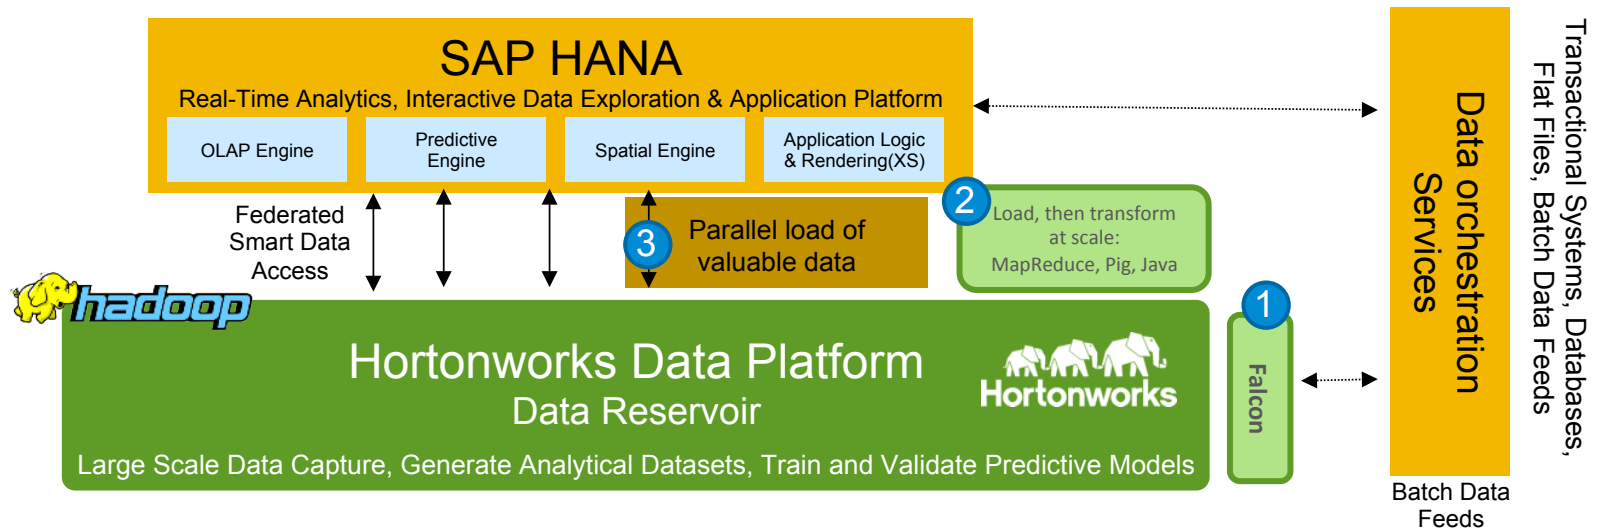 SAP HANA
Real-Time Analytics, Interactive Data Exploration & Application Platform
OLAP Engine
Predictive
Engine
Spatial Engine
Application Logic
& Rendering(XS)
Federated
Smart Data
Access
3
Parallel load of
valuable data
2
Load, then transform
at scale:
MapReduce, Pig, Java
hadoop
Hortonworks Data Platform
Data Reservoir
Hortonworks
Large Scale Data Capture, Generate Analytical Datasets, Train and Validate Predictive Models
1
Falcon
Data orchestration
Services
Batch Data
Feeds
Transactional Systems, Databases,
Flat Files, Batch Data Feeds